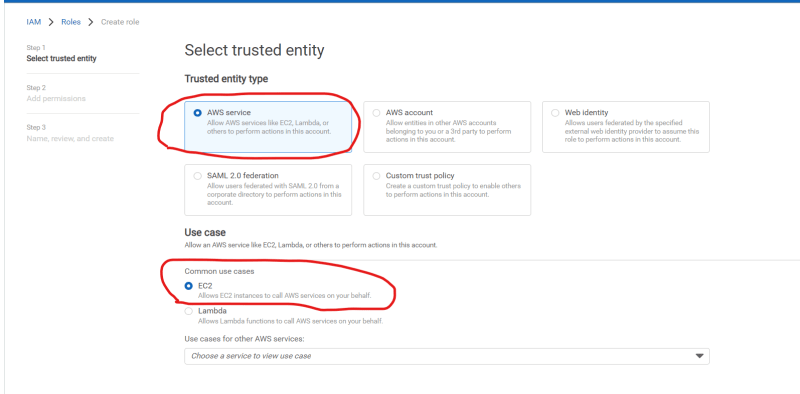 IAM > Roles > Create role
Step 1
Select trusted entity
Step 2
Add permissions
Step 3
Name, review, and create
Select trusted entity
Trusted entity type
AWS service
Allow AWS services like EC2, Lambda, or
others to perform actions in this account.
AWS account
Allow entities in other AWS accounts
belonging to you or a 3rd party to perform
actions in this account.
Web identity
Allows users federated by the specified
external web identity provider to assume this
role to perform actions in this account.
SAML 2.0 federation
Allow users federated with SAML 2.0 from a
corporate directory to perform actions in this
account.
Custom trust policy
Create a custom trust policy to enable others
to perform actions in this account.
Use case
Allow an AWS service like EC2, Lambda, or others to perform actions in this account.
Common use cases
EC2
Allows EC2 instances to call AWS services on your behalf.
Lambda
Allows Lambda functions to call AWS services on your behalf.
Use cases for other AWS services:
Choose a service to view use case